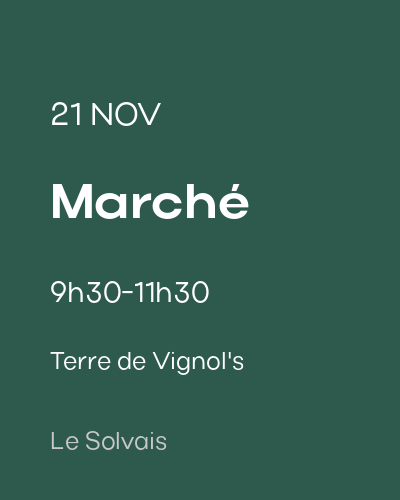 21 NOV
Marché
9h30-11h30
Terre de Vignol's
Le Solvais